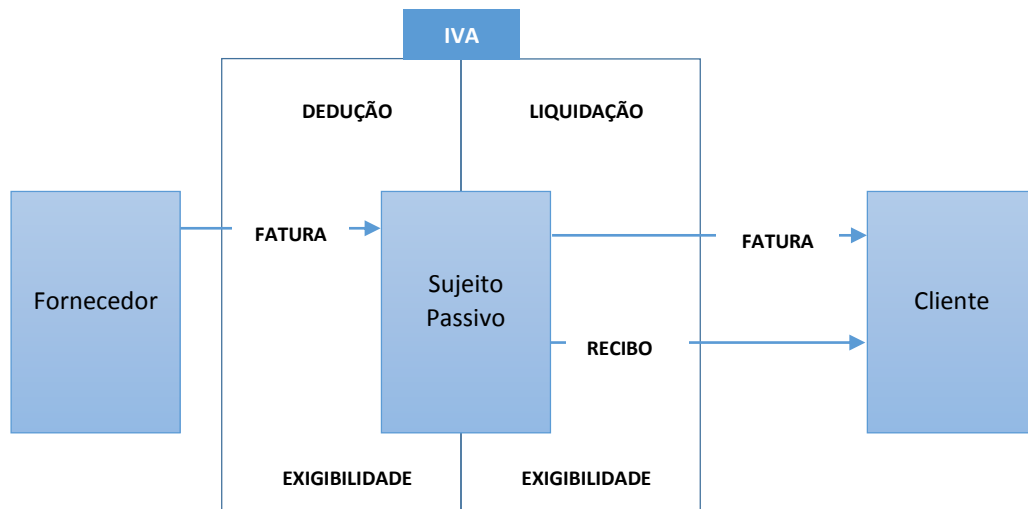 IVA
DEDUÇÃO
LIQUIDAÇÃO
FATURA
FATURA
Fornecedor
Sujeito
Passivo
Cliente
RECIBO
EXIGIBILIDADE
EXIGIBILIDADE